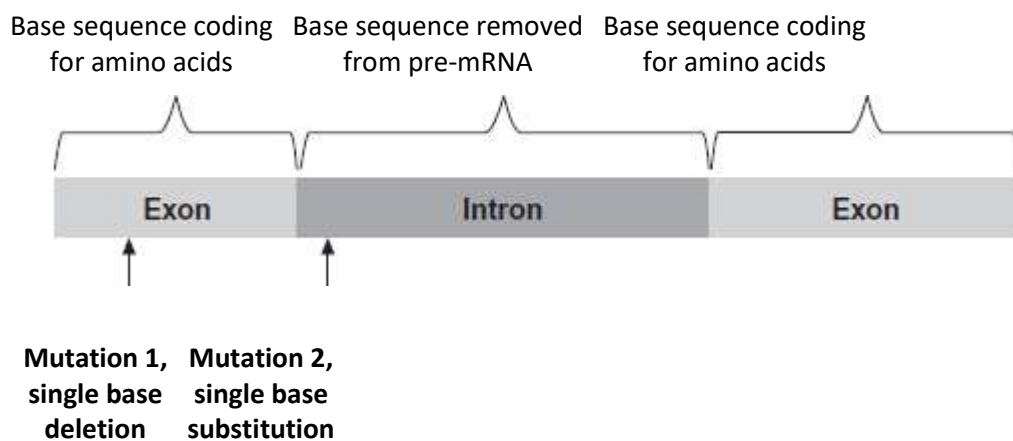 Base sequence coding
for amino acids
Base sequence removed
from pre-mRNA
Base sequence coding
for amino acids
Exon
Intron
Exon
Mutation 1,
single base
deletion
Mutation 2,
single base
substitution